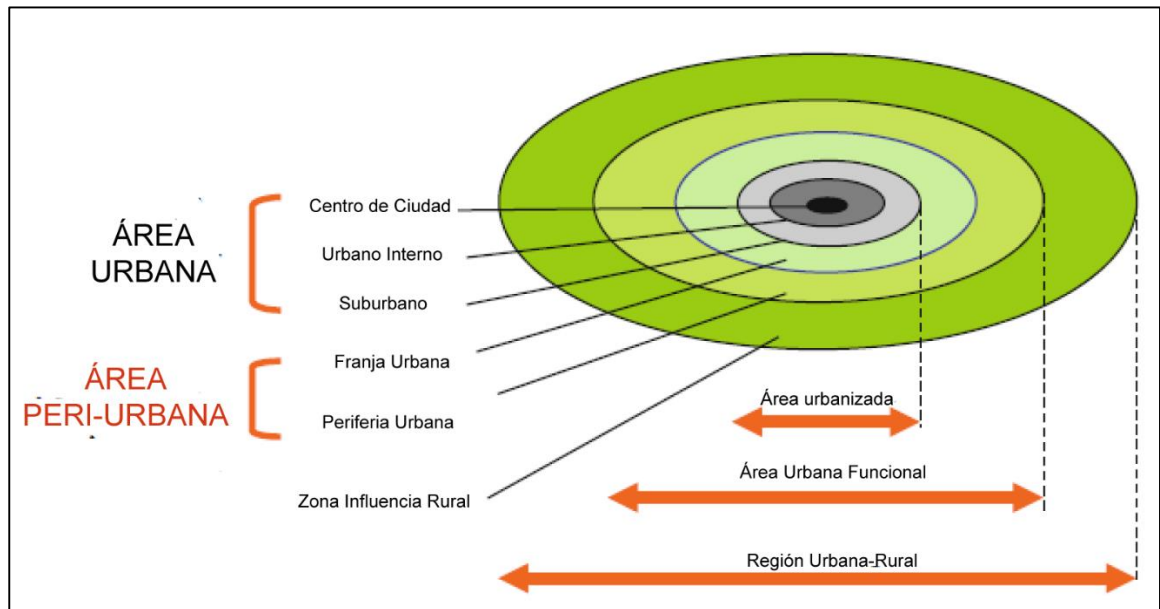 ÁREA
URBANA
Centro de Ciudad
Urbano Interno
Suburbano
ÁREA
PERI-URBANA
Franja Urbana
Periferia Urbana
Zona Influencia Rural
Área urbanizada
Área Urbana Funcional
Región Urbana-Rural